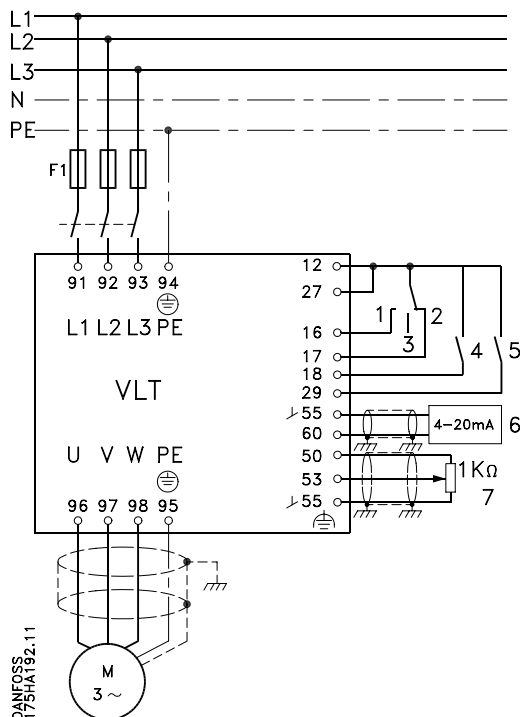 L1
L2
L3
N
PE
F1
91 92 93 94
L1 L2 L3 PE
VLT
U V W PE
96 97 98 95
12
27
16
17
18
29
55
60
50
53
55
1 2
3
4 5
4-20mA 6
1KΩ
7
M
3~
DANFOSS
175HA192.11